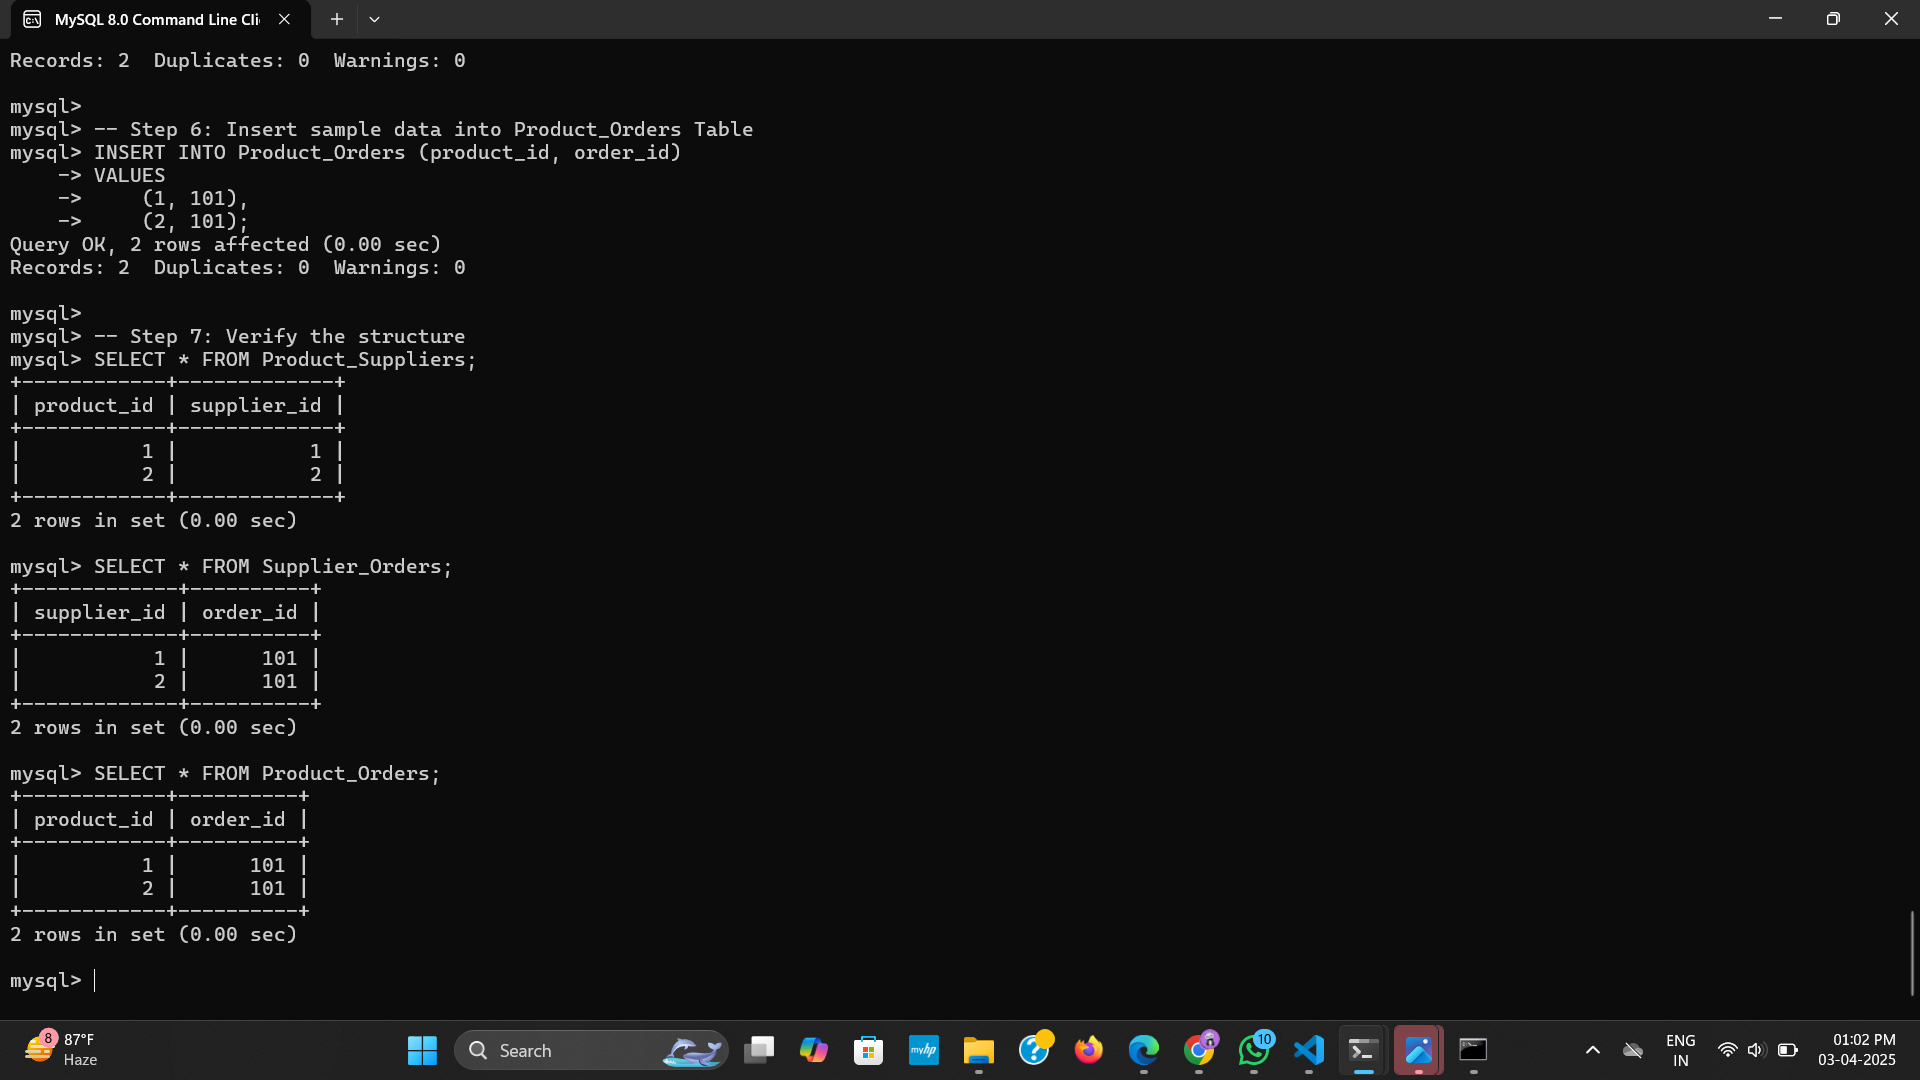 MySQL 8.0 Command Line Cli
Records: 2  Duplicates: 0  Warnings: 0
mysql>
mysql> -- Step 6: Insert sample data into Product_Orders Table
mysql> INSERT INTO Product_Orders (product_id, order_id)
    -> VALUES
    ->     (1, 101),
    ->     (2, 101);
Query OK, 2 rows affected (0.00 sec)
Records: 2  Duplicates: 0  Warnings: 0
mysql>
mysql> -- Step 7: Verify the structure
mysql> SELECT * FROM Product_Suppliers;
+------------+-------------+
| product_id | supplier_id |
+------------+-------------+
|          1 |           1 |
|          2 |           2 |
+------------+-------------+
2 rows in set (0.00 sec)
mysql> SELECT * FROM Supplier_Orders;
+-------------+----------+
| supplier_id | order_id |
+-------------+----------+
|           1 |      101 |
|           2 |      101 |
+-------------+----------+
2 rows in set (0.00 sec)
mysql> SELECT * FROM Product_Orders;
+------------+----------+
| product_id | order_id |
+------------+----------+
|          1 |      101 |
|          2 |      101 |
+------------+----------+
2 rows in set (0.00 sec)
mysql>
8
87°F
Haze
Search
myhp
10
ENG
IN
01:02 PM
03-04-2025